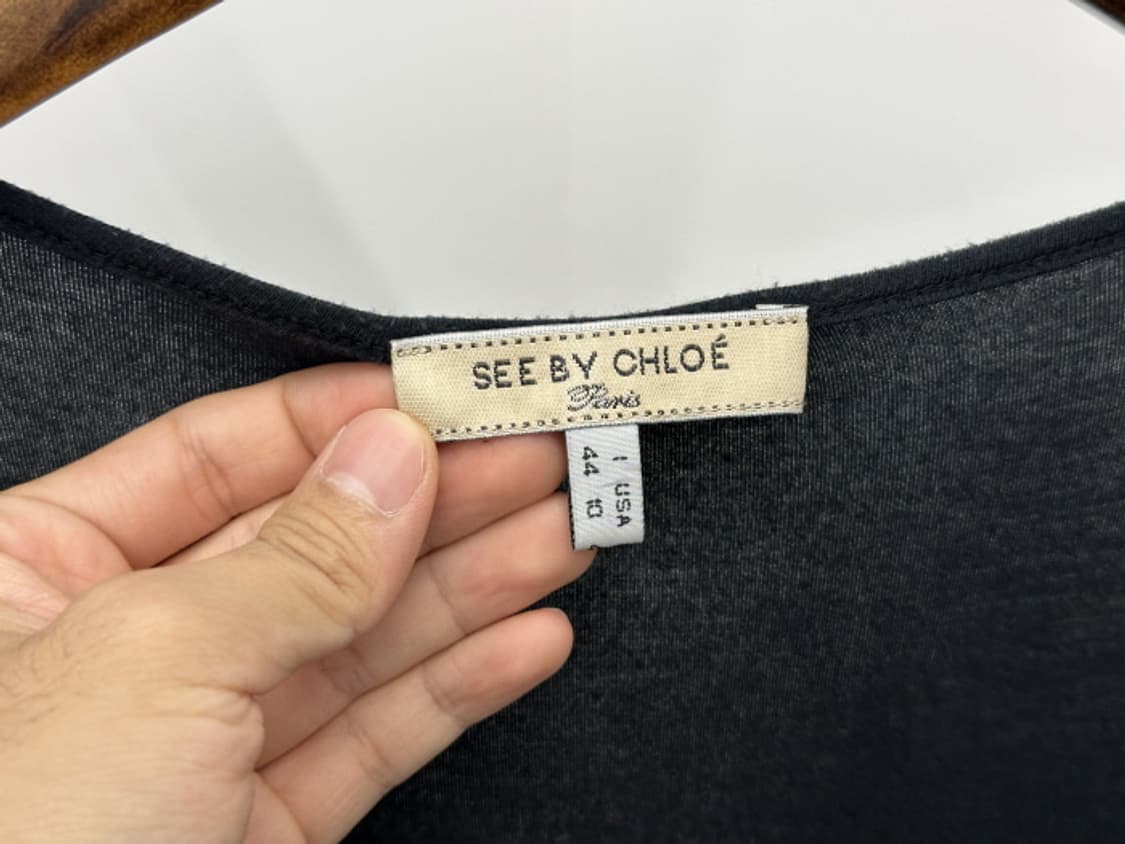 SEE BY CHLOÉ
Paris
I USA
44 10